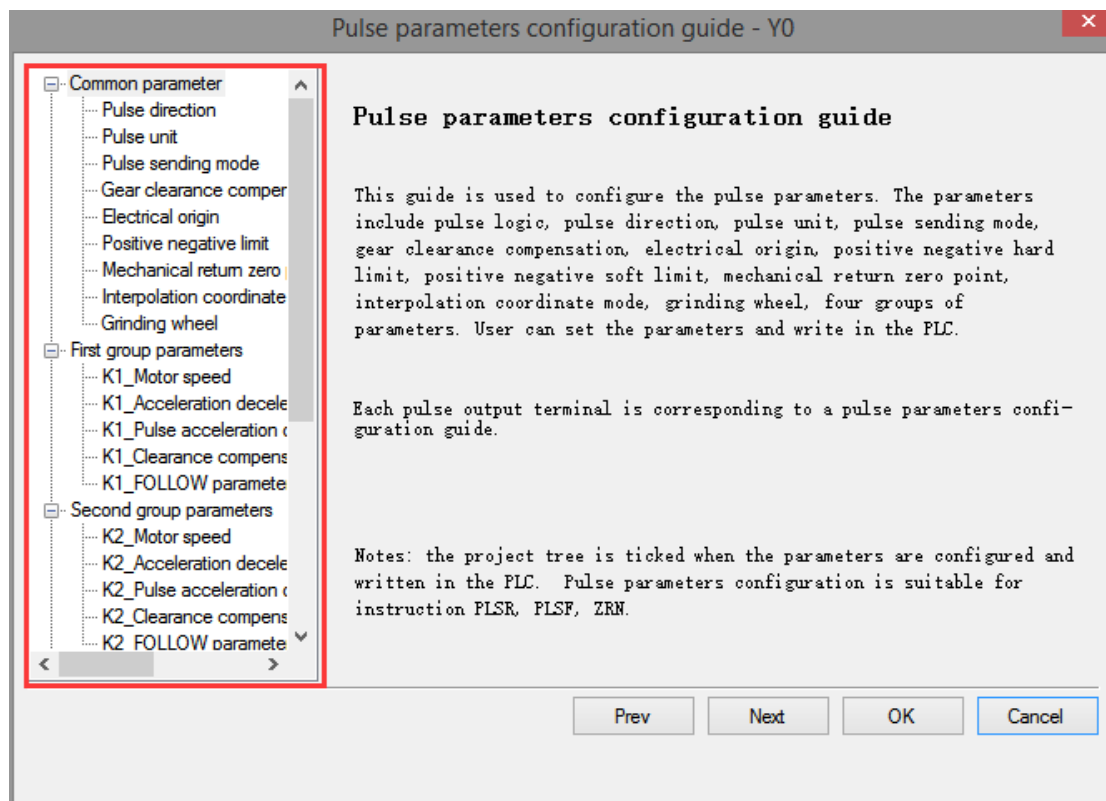 Pulse parameters configuration guide - Y0
Common parameter
Pulse direction
Pulse unit
Pulse sending mode
Gear clearance comper
Electrical origin
Positive negative limit
Mechanical return zero
Interpolation coordinate
Grinding wheel
First group parameters
K1_Motor speed
K1_Acceleration decele
K1_Pulse acceleration
K1_Clearance compens
K1_FOLLOW paramete
Second group parameters
K2_Motor speed
K2_Acceleration decele
K2_Pulse acceleration
K2_Clearance compens
K2_FOLLOW paramete
Pulse parameters configuration guide
This guide is used to configure the pulse parameters. The parameters
include pulse logic, pulse direction, pulse unit, pulse sending mode,
gear clearance compensation, electrical origin, positive negative hard
limit, positive negative soft limit, mechanical return zero point,
interpolation coordinate mode, grinding wheel, four groups of
parameters. User can set the parameters and write in the PLC.
Each pulse output terminal is corresponding to a pulse parameters confi-
guration guide.
Notes: the project tree is ticked when the parameters are configured and
written in the PLC. Pulse parameters configuration is suitable for
instruction PLSR, PLSF, ZRN.
Prev
Next
OK
Cancel